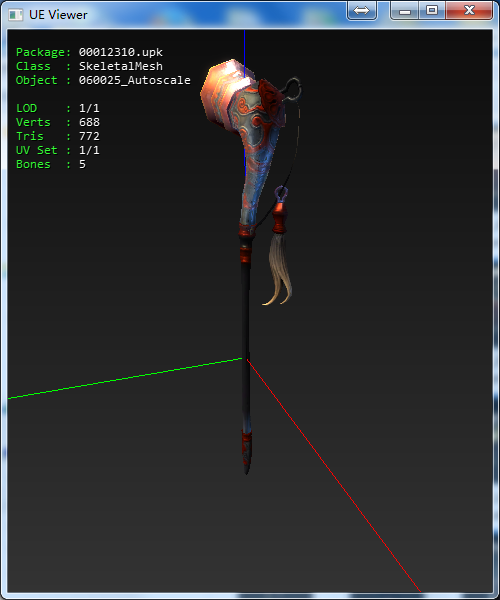 UE Viewer
Package: 00012310.upk
Class : SkeletalMesh
Object : 060025_Autoscale
LOD : 1/1
Verts : 688
Tris : 772
UV Set : 1/1
Bones : 5